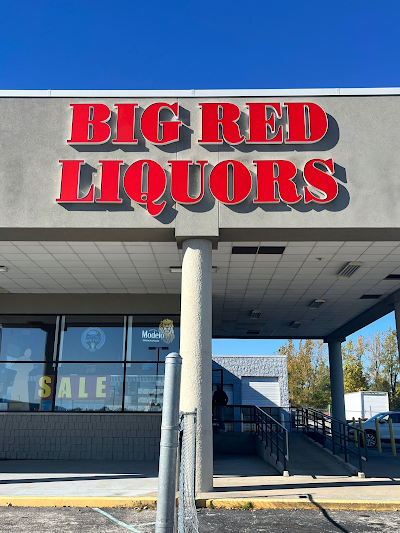 BIG RED
LIQUORS
Modelo
SALE